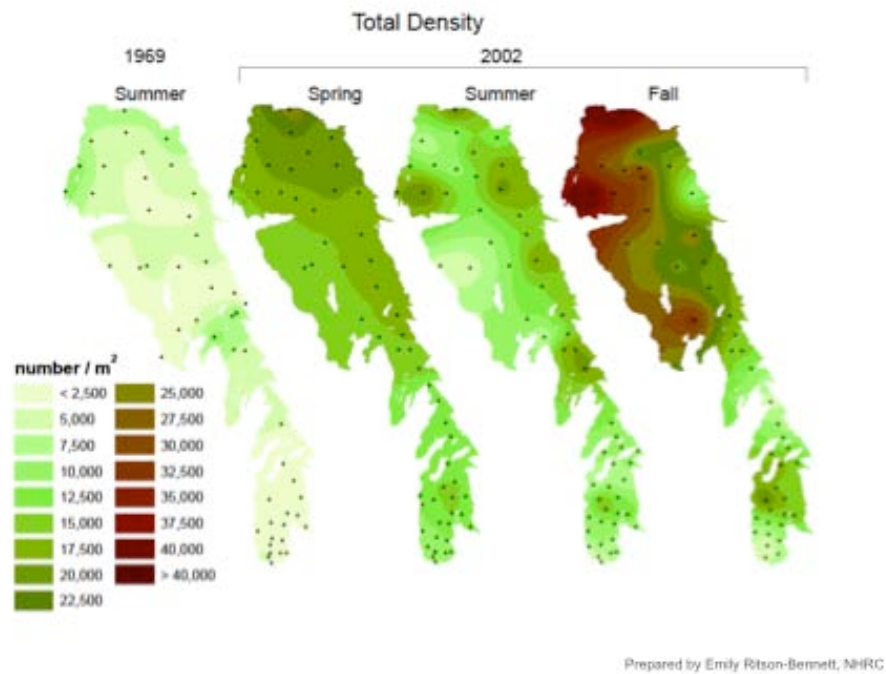 Total Density
1969
2002
Summer
Spring
Summer
Fall
number / m²
< 2,500
5,000
7,500
10,000
12,500
15,000
17,500
20,000
22,500
25,000
27,500
30,000
32,500
35,000
37,500
40,000
> 40,000
Prepared by Emily Ritson-Bennett, NHRC